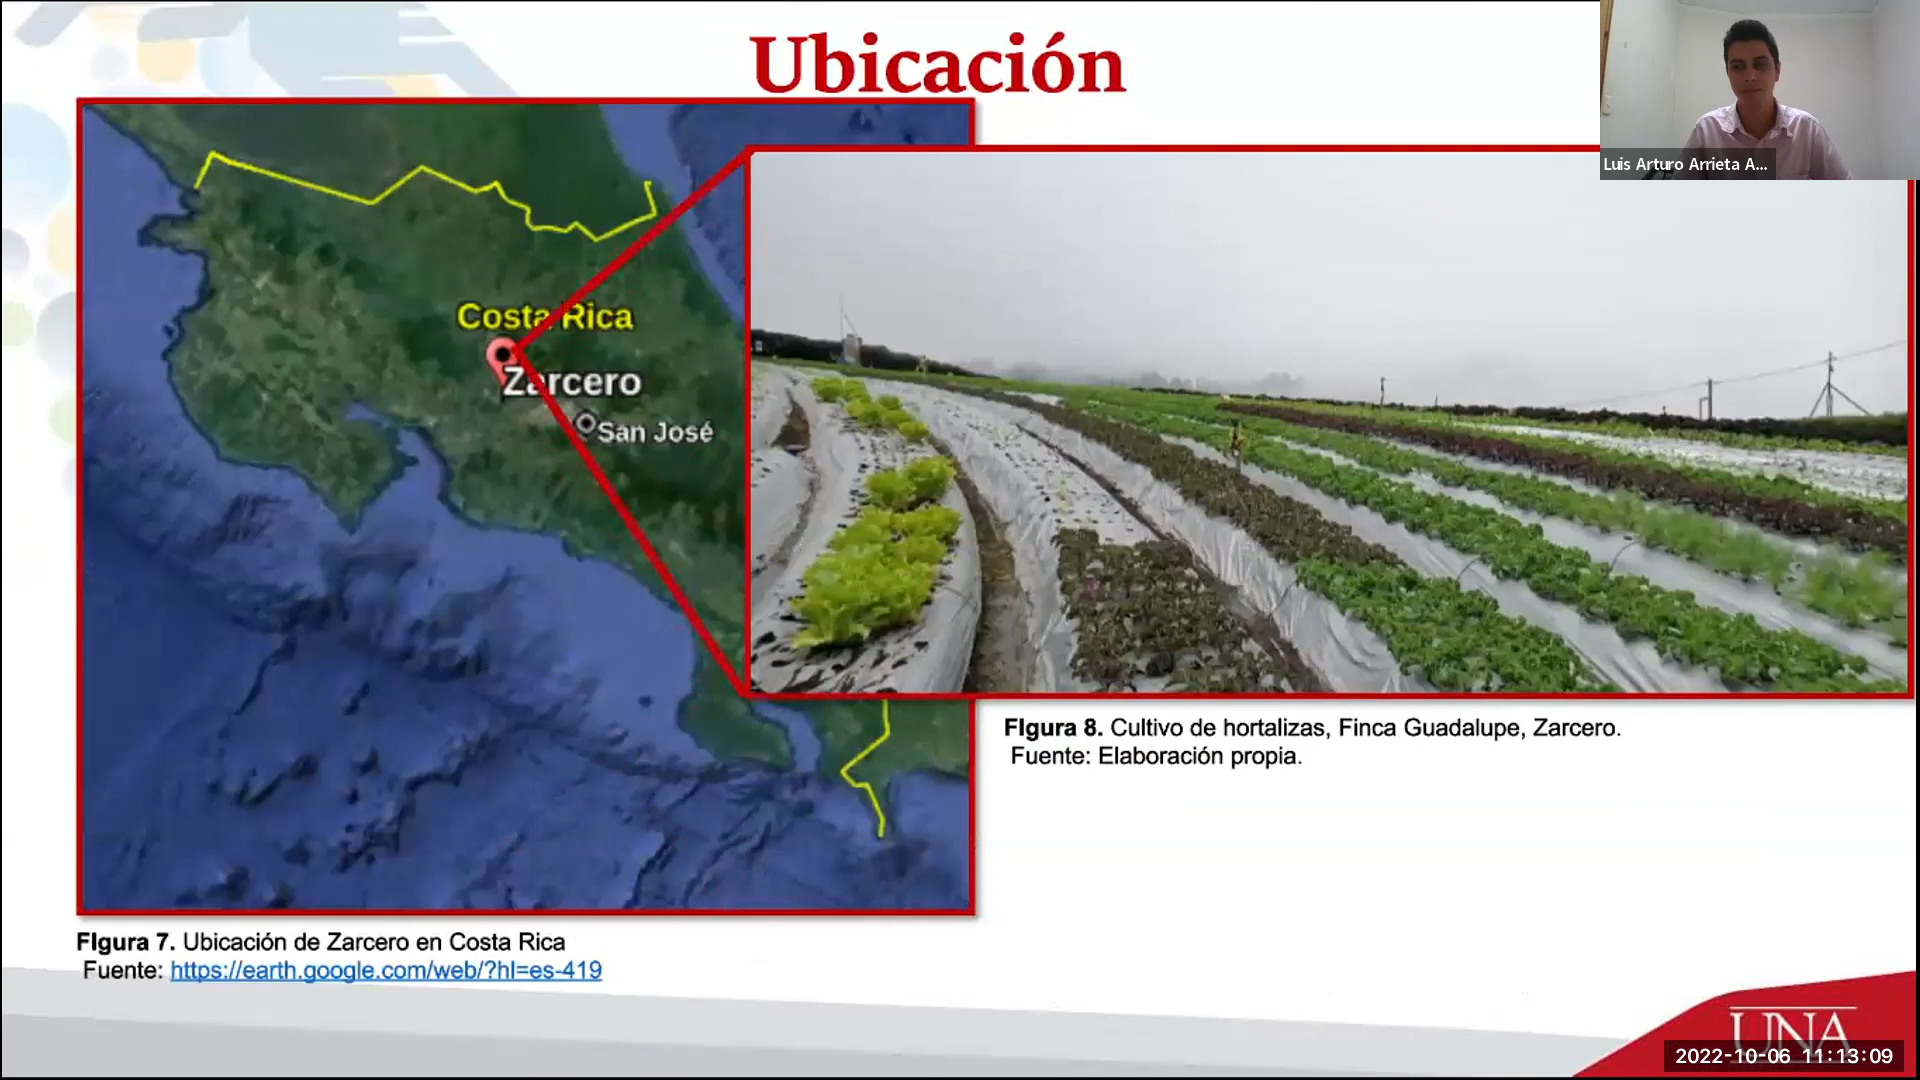 Ubicación
Luis Arturo Arrieta A...
Costa Rica
Zarcero
San José
FIgura 8. Cultivo de hortalizas, Finca Guadalupe, Zarcero.
Fuente: Elaboración propia.
FIgura 7. Ubicación de Zarcero en Costa Rica
Fuente: https://earth.google.com/web/?hl=es-419
UNA
2022-10-06 11:13:09